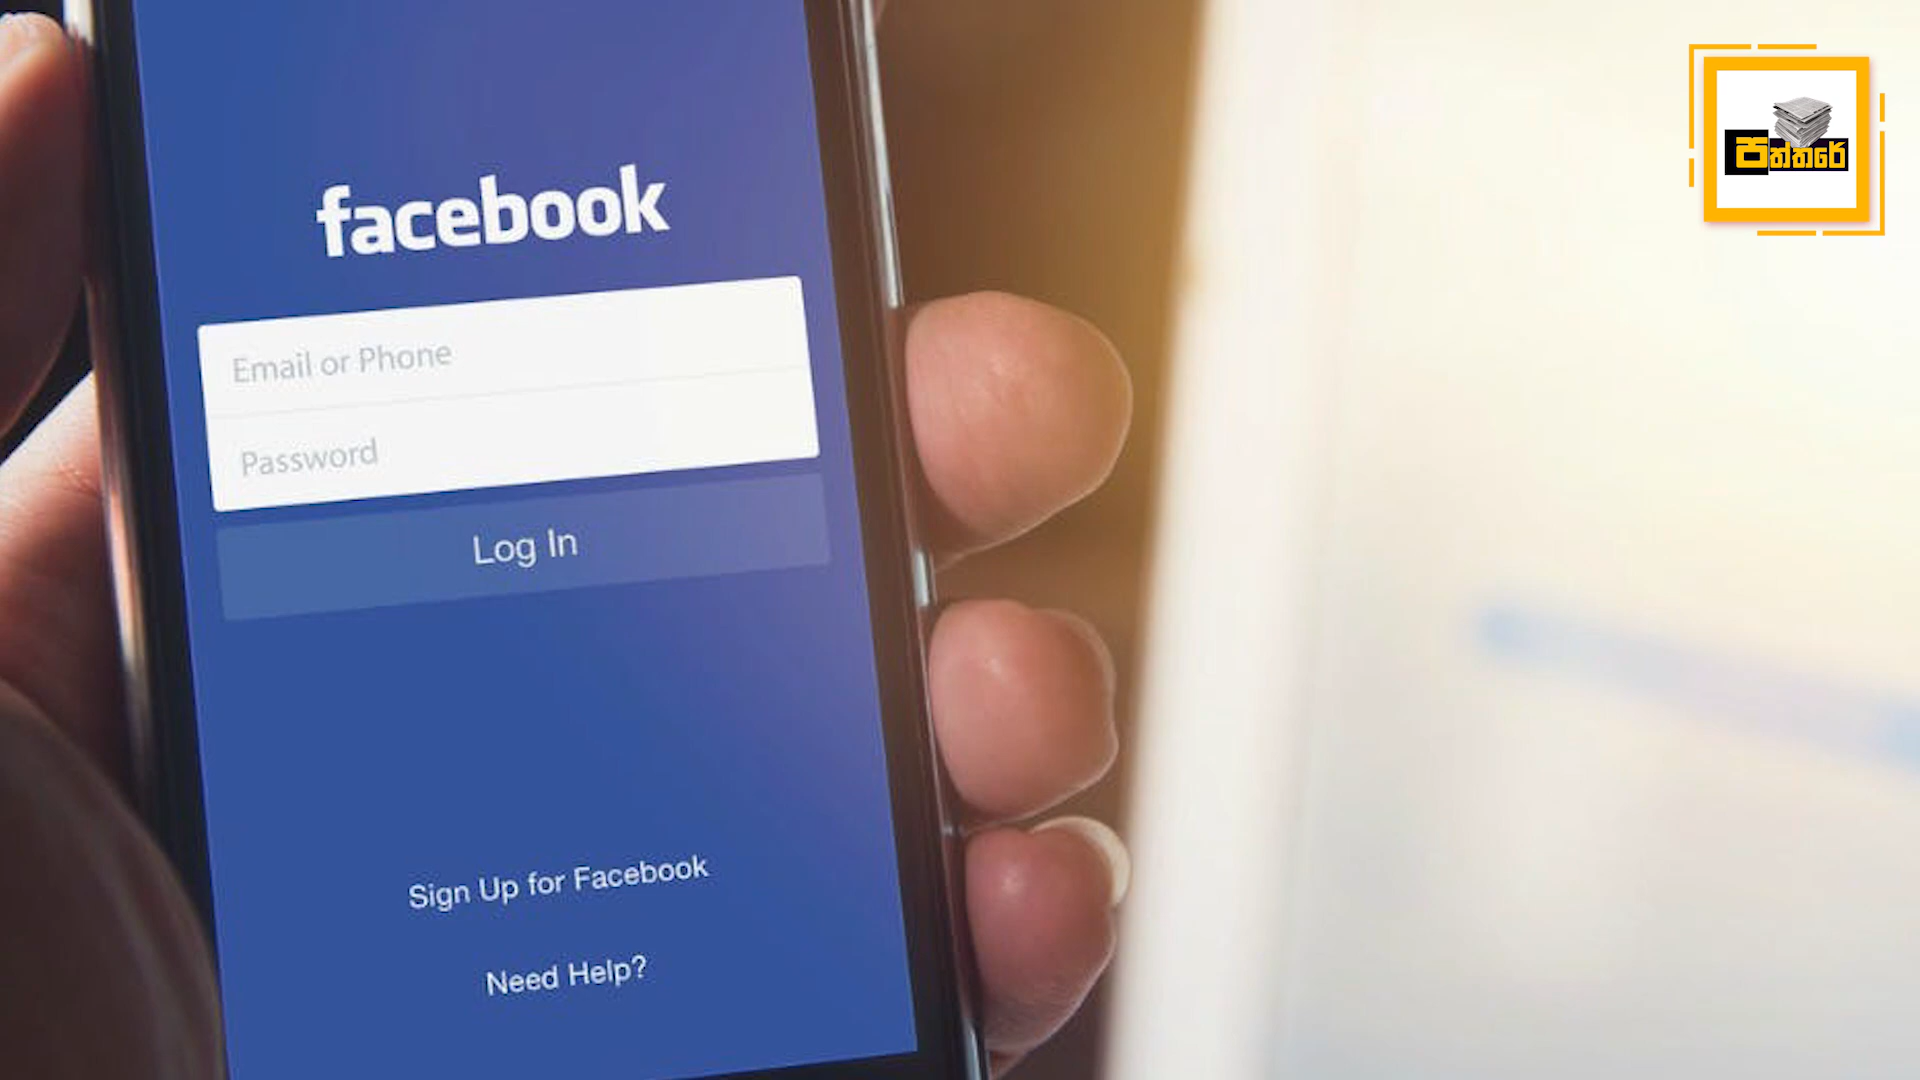 facebook
Email or Phone
Password
Log In
Sign Up for Facebook
Need Help?
පත්තරේ